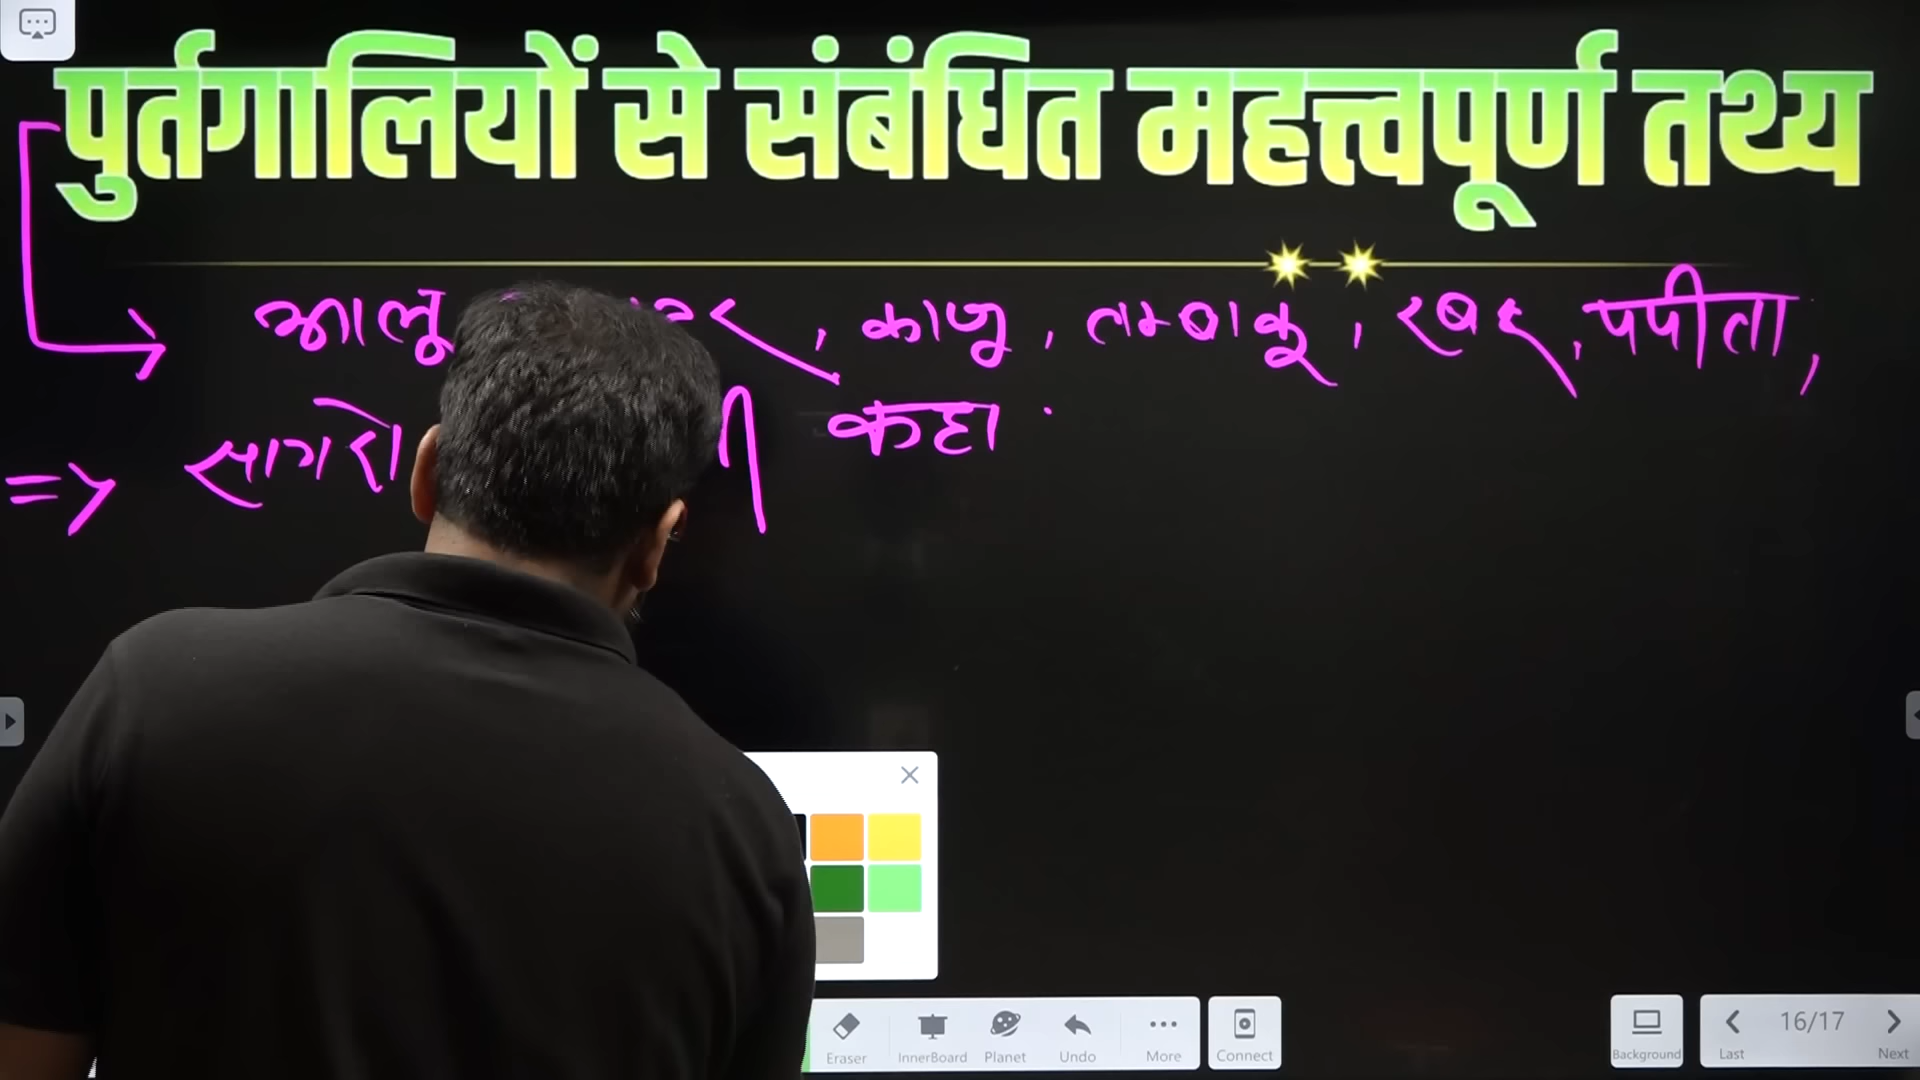 पुर्तगालियों से संबंधित महत्त्वपूर्ण तथ्य
आलू , काजू, तम्बाकू, रबर, पपीता,
=> सागरो कहा
Eraser InnerBoard Planet Undo More Connect Background Last 16/17 Next